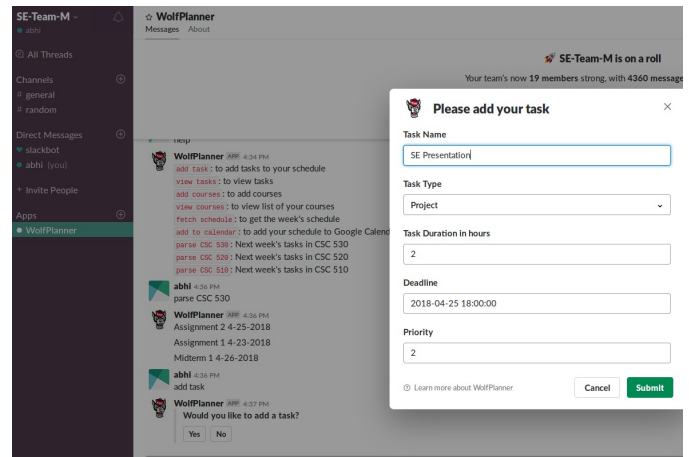 SE-Team-M
abhi
All Threads
Channels
# general
# random
Direct Messages
slackbot
abhi (you)
+ Invite People
Apps
WolfPlanner
☆ WolfPlanner
Messages About
🚀 SE-Team-M is on a roll
Your team's now 19 members strong, with 4360 message
help
WolfPlanner APP 4:34 PM
add task : to add tasks to your schedule
view tasks : to view tasks
add courses : to add courses
view courses : to view list of your courses
fetch schedule : to get the week's schedule
add to calendar : to add your schedule to Google Calend
parse CSC 530 : Next week's tasks in CSC 530
parse CSC 520 : Next week's tasks in CSC 520
parse CSC 510 : Next week's tasks in CSC 510
abhi 4:36 PM
parse CSC 530
WolfPlanner APP 4:36 PM
Assignment 2 4-25-2018
Assignment 1 4-23-2018
Midterm 1 4-26-2018
abhi 4:36 PM
add task
WolfPlanner APP 4:37 PM
Would you like to add a task?
Yes No
Please add your task
Task Name
SE Presentation
Task Type
Project
Task Duration in hours
2
Deadline
2018-04-25 18:00:00
Priority
2
Learn more about WolfPlanner
Cancel Submit